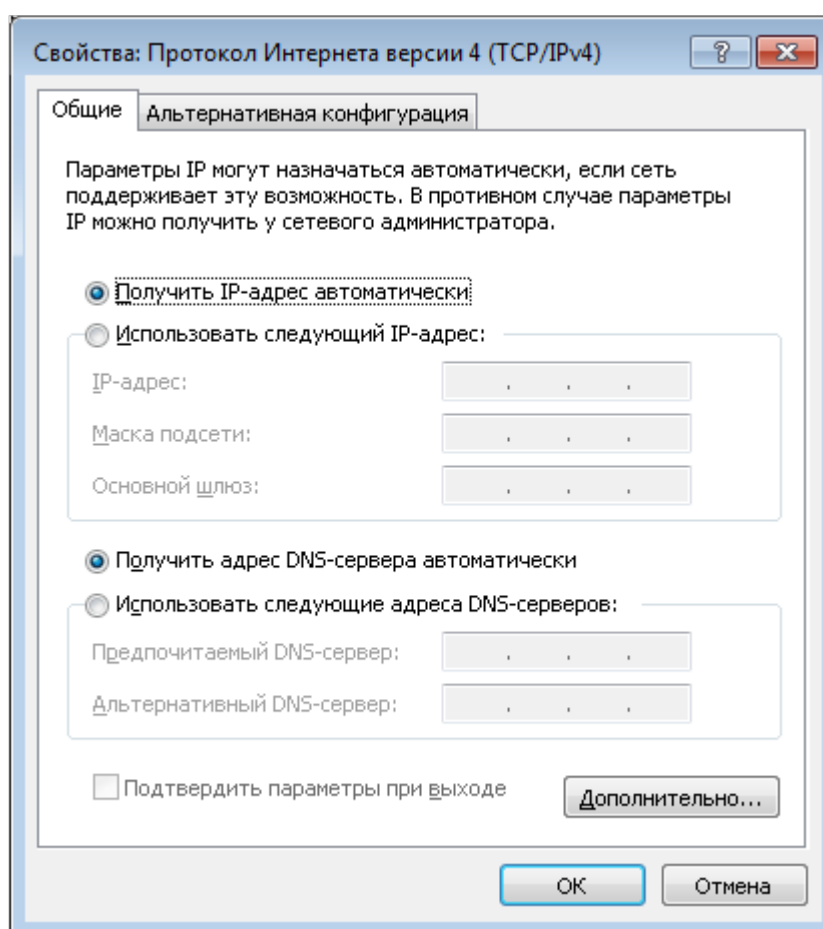 Свойства: Протокол Интернета версии 4 (TCP/IPv4)
Общие
Альтернативная конфигурация
Параметры IP могут назначаться автоматически, если сеть
поддерживает эту возможность. В противном случае параметры
IP можно получить у сетевого администратора.
Получить IP-адрес автоматически
Использовать следующий IP-адрес:
IP-адрес:
Маска подсети:
Основной шлюз:
Получить адрес DNS-сервера автоматически
Использовать следующие адреса DNS-серверов:
Предпочитаемый DNS-сервер:
Альтернативный DNS-сервер:
Подтвердить параметры при выходе
Дополнительно...
ОК
Отмена